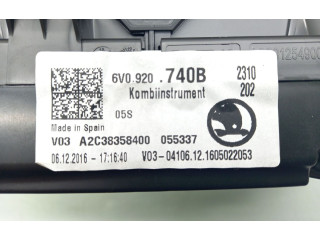 6V0.920 .740B 2310
Kombiinstrument 202
05S
Made in Spain
V03 A2C38358400 055337
06.12.2016 - 17:16:40 V03-04106.12.1605022053